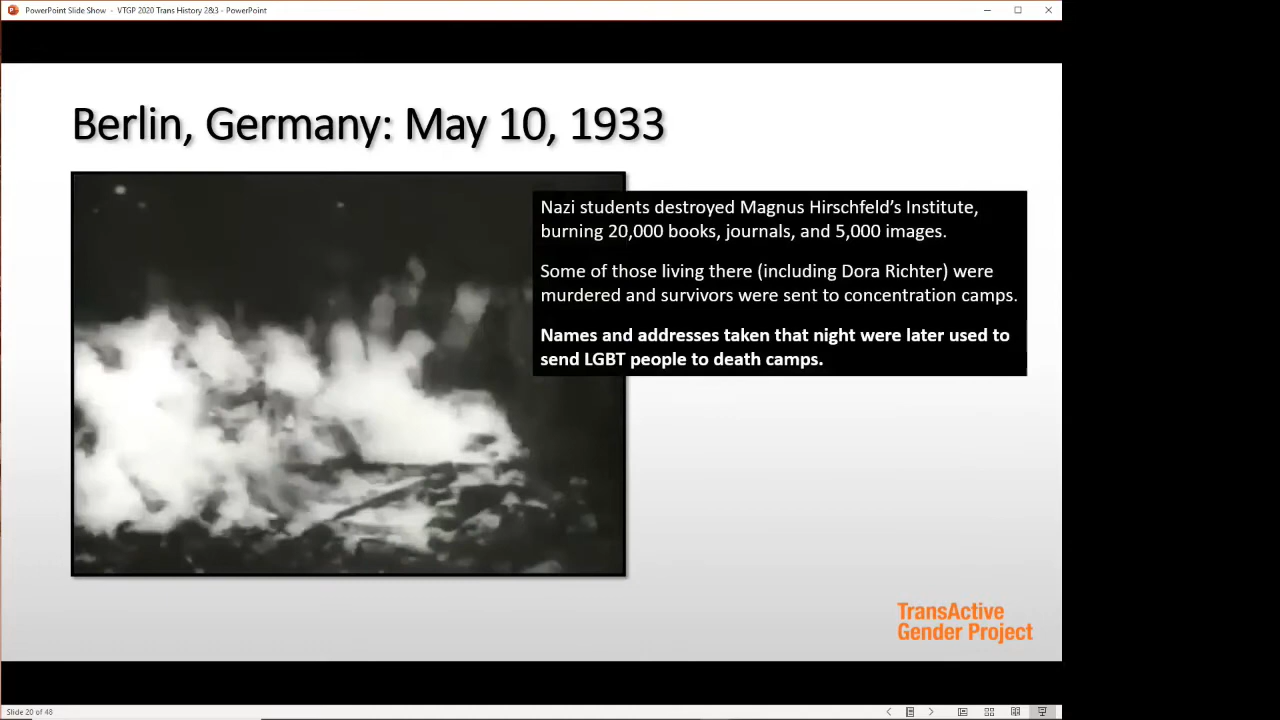 PowerPoint Slide Show - VTGP 2020 Trans History 2&3 - PowerPoint
Berlin, Germany: May 10, 1933
Nazi students destroyed Magnus Hirschfeld’s Institute,
burning 20,000 books, journals, and 5,000 images.
Some of those living there (including Dora Richter) were
murdered and survivors were sent to concentration camps.
Names and addresses taken that night were later used to
send LGBT people to death camps.
TransActive
Gender Project
Slide 20 of 48